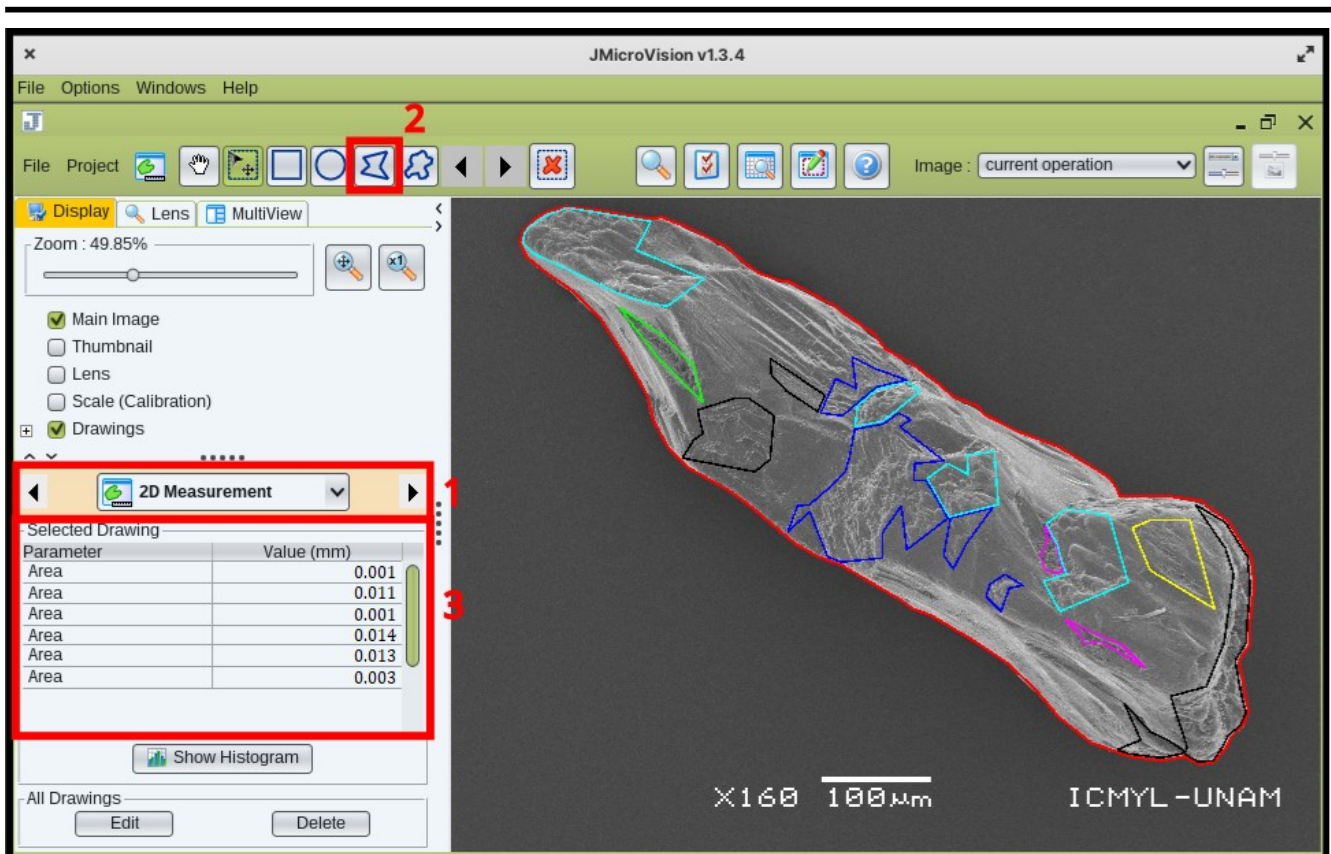 JMicroVision v1.3.4
File Options Windows Help
2
File Project
Image : current operation
Display Lens MultiView
Zoom : 49.85%
x1
Main Image
Thumbnail
Lens
Scale (Calibration)
Drawings
2D Measurement
1
Selected Drawing
Parameter Value (mm)
Area 0.001
Area 0.011
Area 0.001
3
Area 0.014
Area 0.013
Area 0.003
Show Histogram
All Drawings
Edit Delete
X160 100µm ICMYL-UNAM